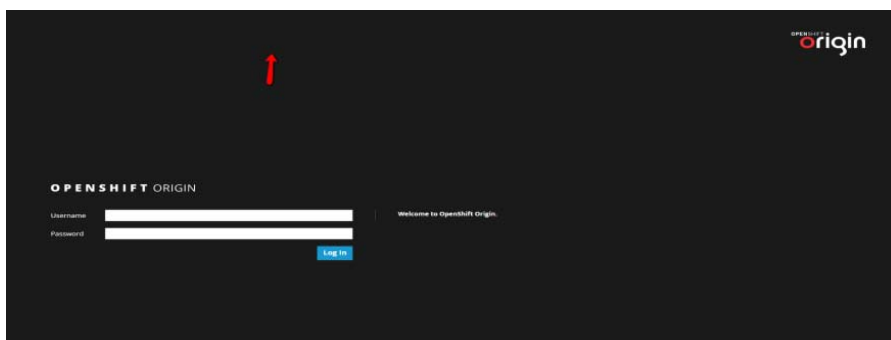 OPENSHIFT
origin
OPENSHIFT ORIGIN
Username
Welcome to OpenShift Origin.
Password
Log In